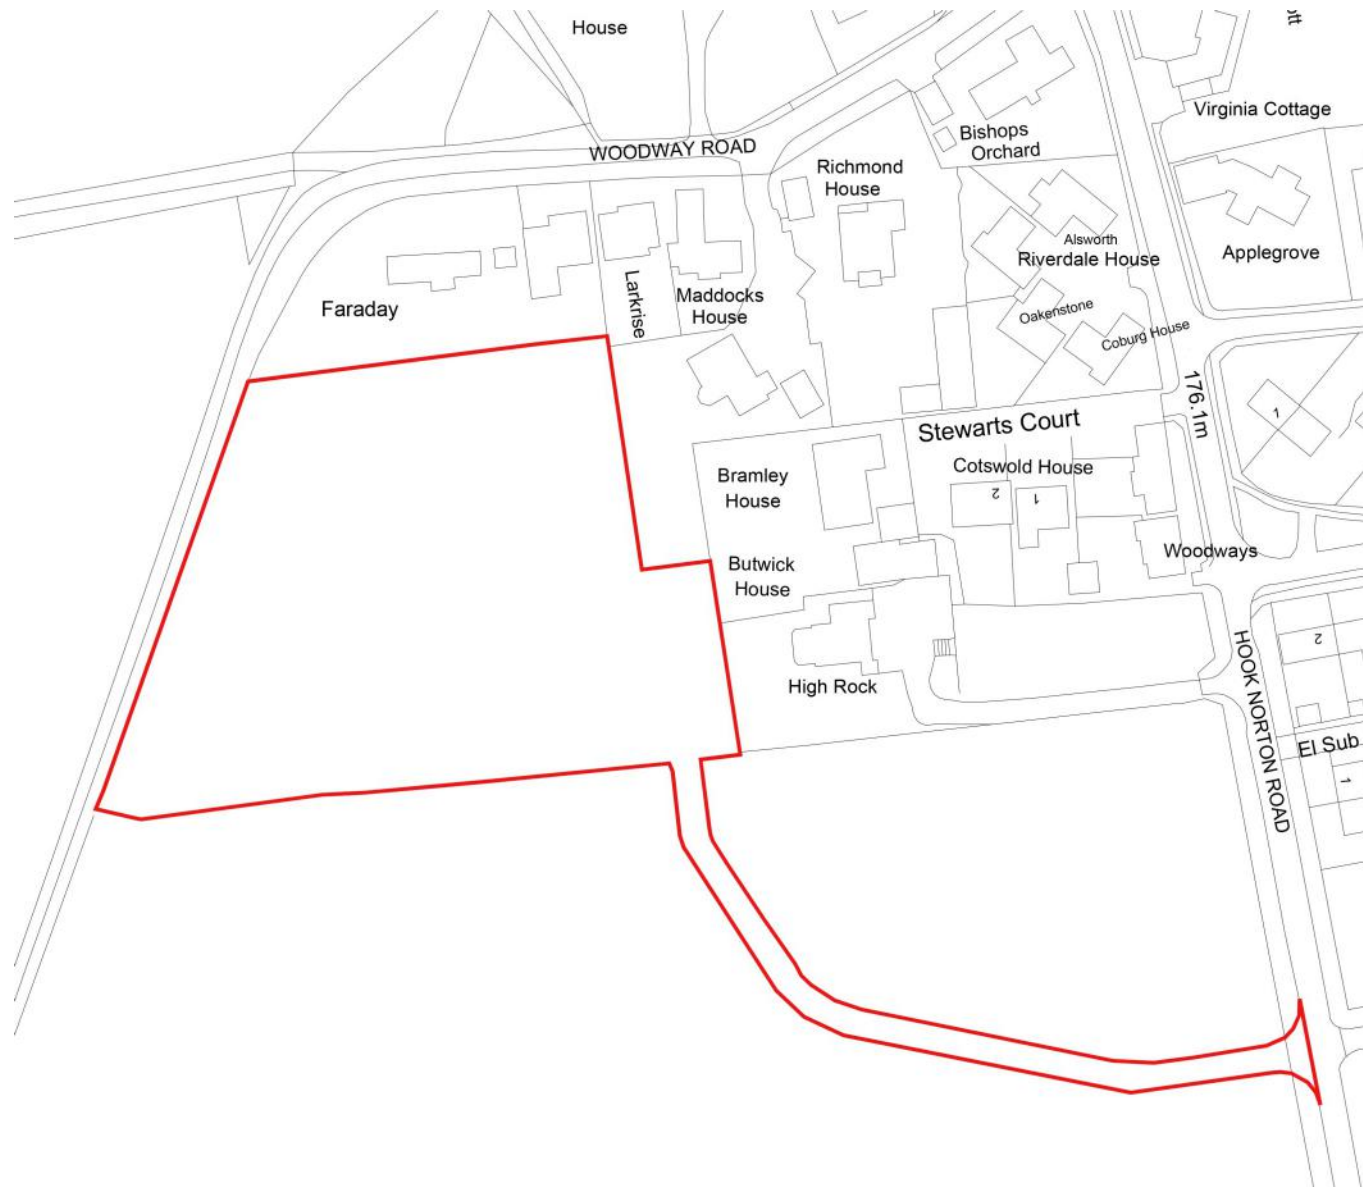 House
ott
Virginia Cottage
WOODWAY ROAD
Bishops
Orchard
Richmond
House
Alsworth
Riverdale House
Applegrove
Larkrise
Maddocks
House
Faraday
Oakenstone
Coburg House
176.1m
1
Stewarts Court
Cotswold House
2
1
Bramley
House
Woodways
Butwick
House
HOOK NORTON ROAD
2
High Rock
El Sub
1